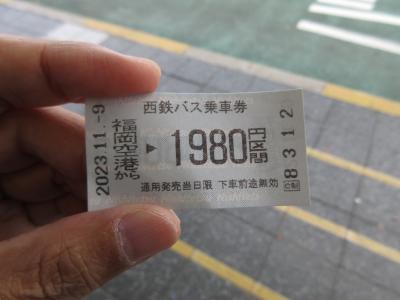 西鉄バス乗車券
2023.11.-9
福岡空港から
▶1980円区間
通用発売当日限 下車前途無効
8312